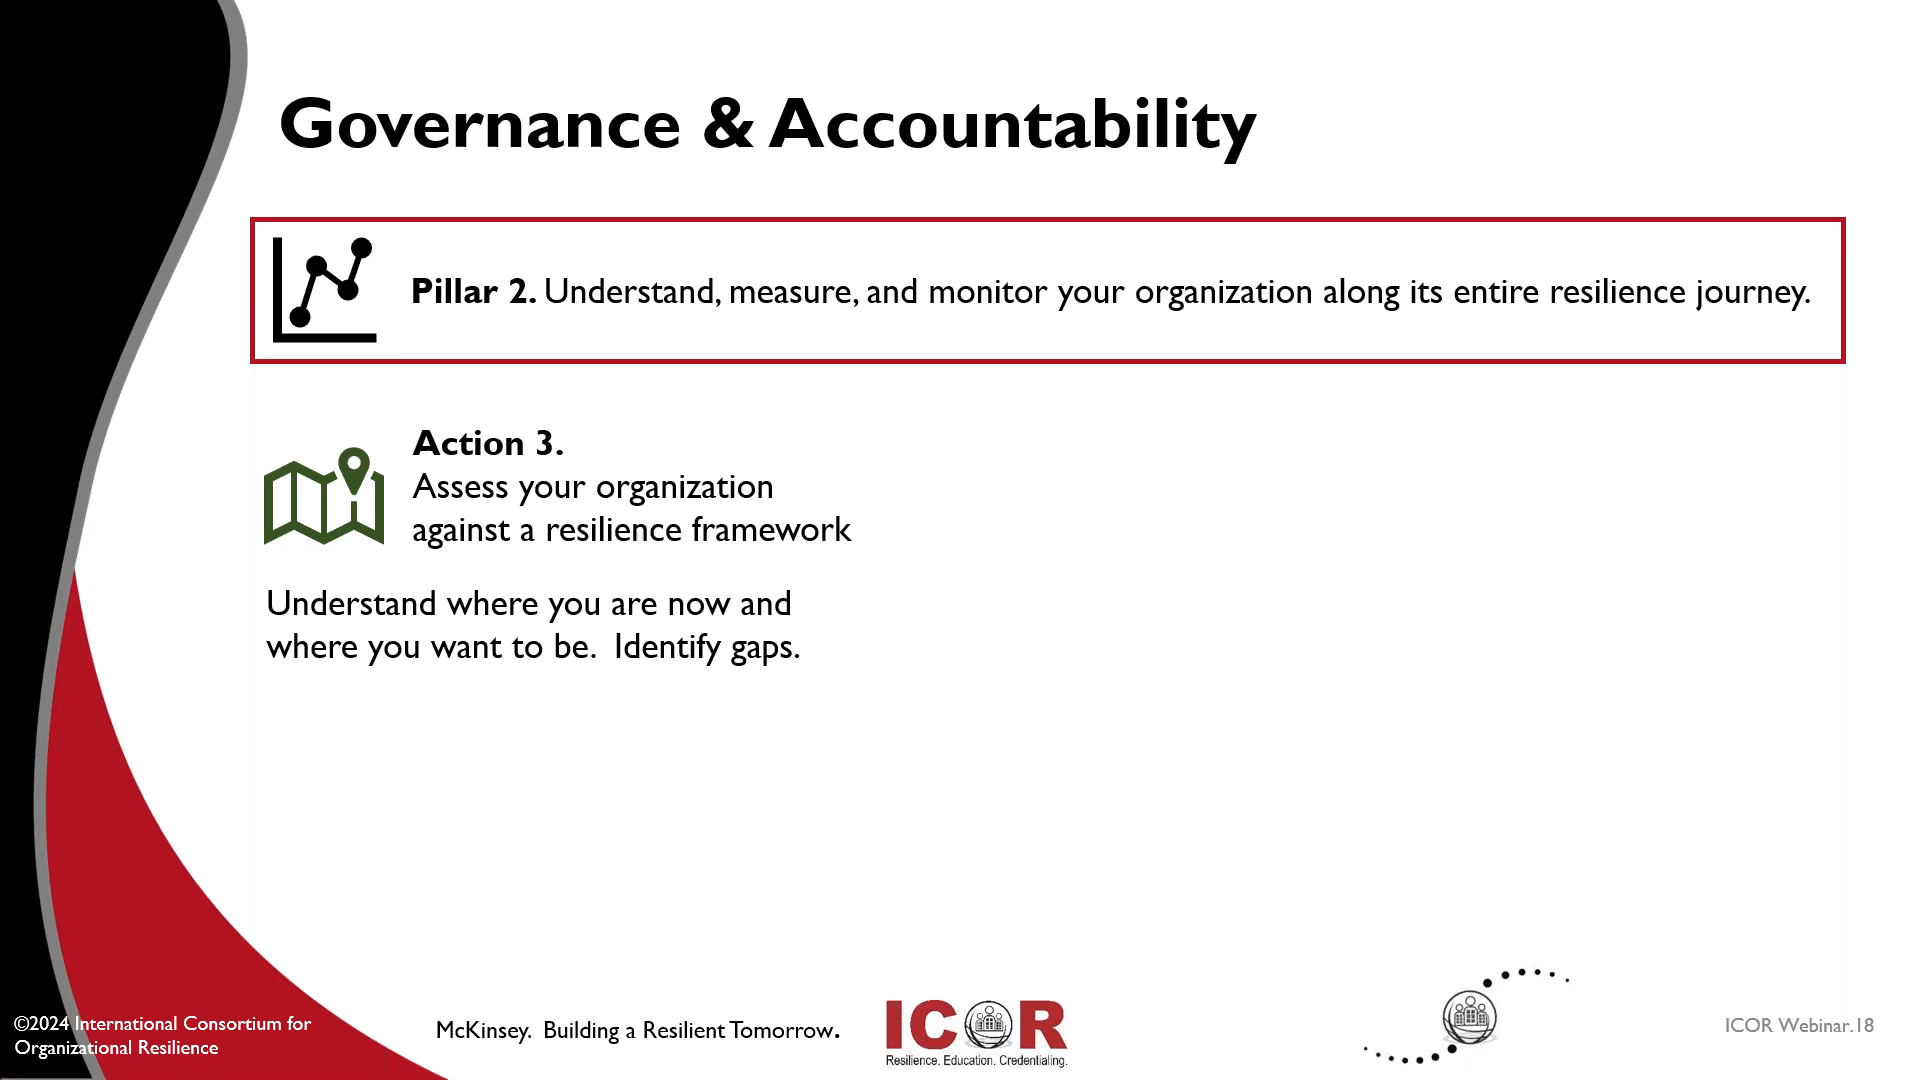 Governance & Accountability
Pillar 2. Understand, measure, and monitor your organization along its entire resilience journey.
Action 3.
Assess your organization
against a resilience framework
Understand where you are now and
where you want to be.  Identify gaps.
©2024 International Consortium for
Organizational Resilience
McKinsey.  Building a Resilient Tomorrow.
ICOR
Resilience. Education. Credentialing.
ICOR Webinar.18